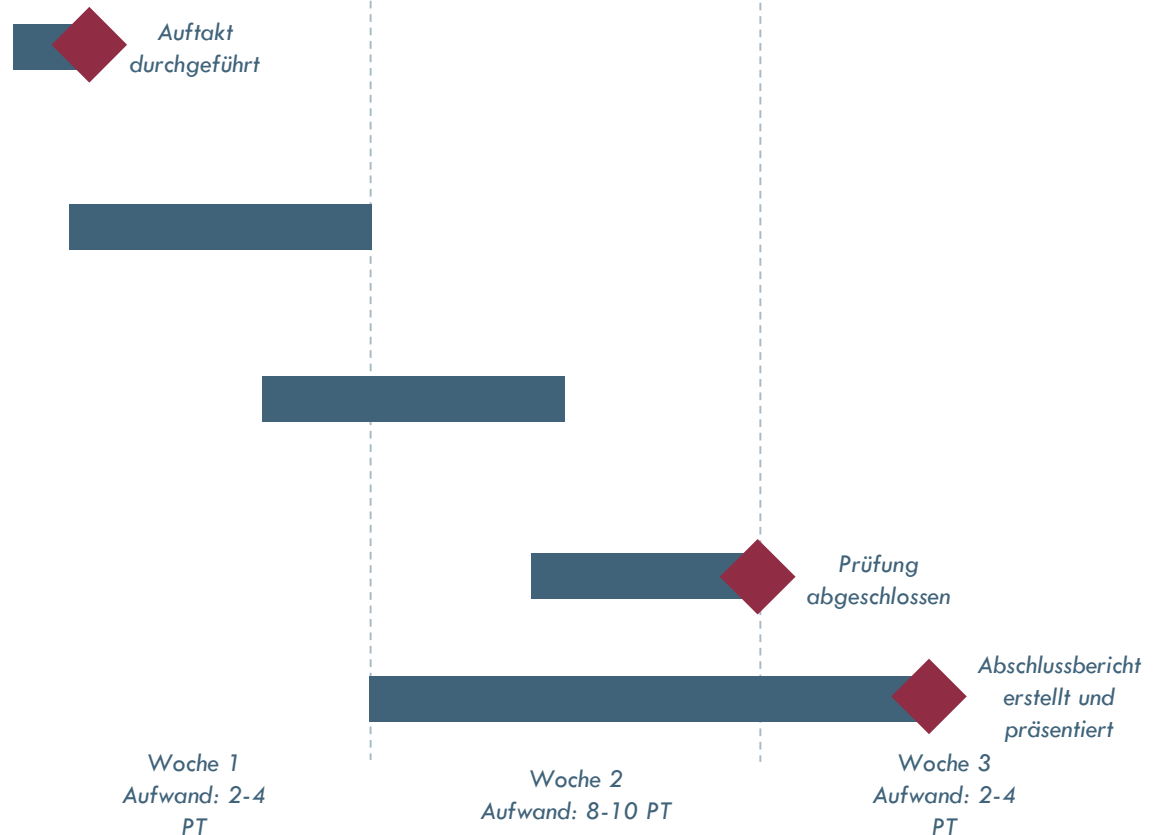 Auftakt
durchgeführt
Prüfung
abgeschlossen
Abschlussbericht
erstellt und
präsentiert
Woche 1
Aufwand: 2-4
PT
Woche 2
Aufwand: 8-10 PT
Woche 3
Aufwand: 2-4
PT